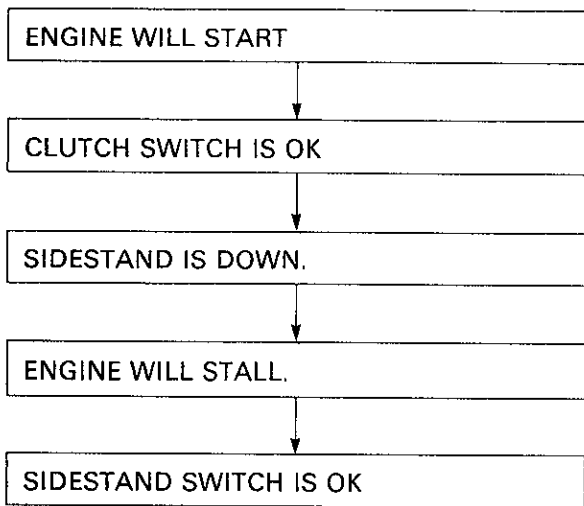 ENGINE WILL START
CLUTCH SWITCH IS OK
SIDESTAND IS DOWN.
ENGINE WILL STALL.
SIDESTAND SWITCH IS OK